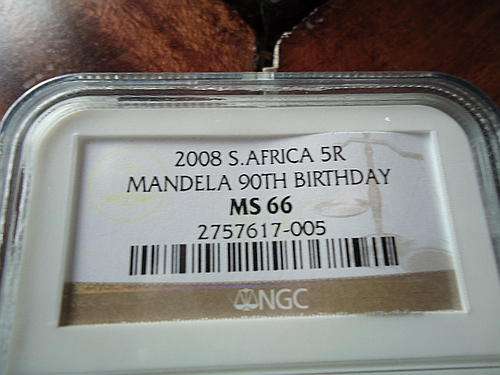 2008 S.AFRICA 5R
MANDELA 90TH BIRTHDAY
MS 66
2757617-005
NGC